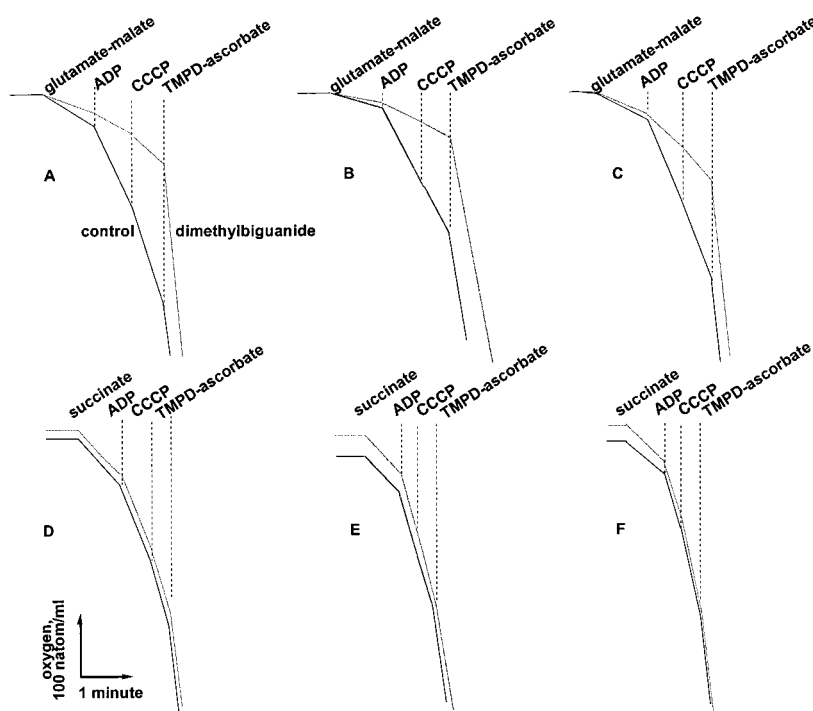 glutamate-malate
ADP
CCCP
TMPD-ascorbate
A
control
dimethylbiguanide
glutamate-malate
ADP
CCCP
TMPD-ascorbate
B
glutamate-malate
ADP
CCCP
TMPD-ascorbate
C
succinate
ADP
CCCP
TMPD-ascorbate
D
succinate
ADP
CCCP
TMPD-ascorbate
E
succinate
ADP
CCCP
TMPD-ascorbate
F
oxygen,
100 natom/ml
1 minute